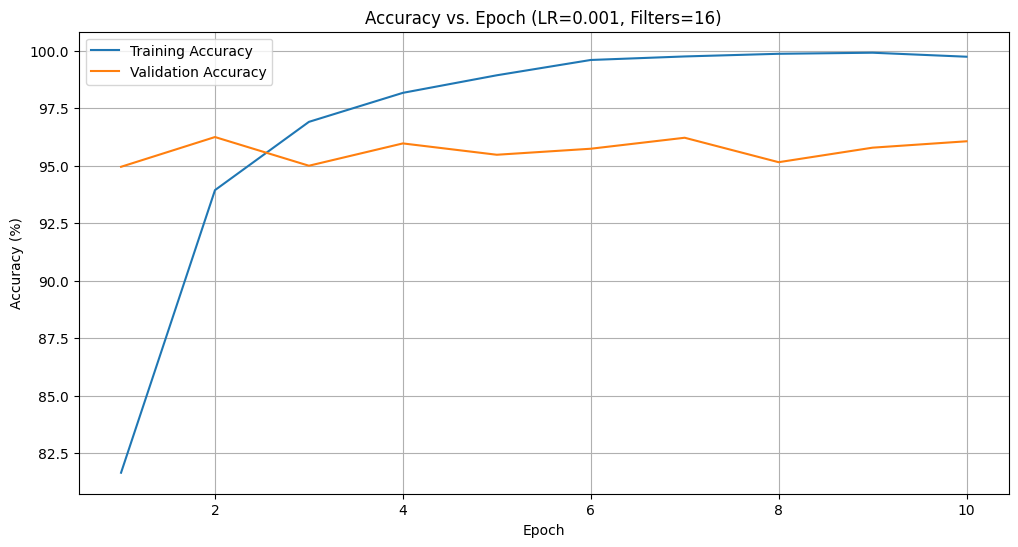 Accuracy vs. Epoch (LR=0.001, Filters=16)
Training Accuracy
Validation Accuracy
100.0
97.5
95.0
92.5
90.0
87.5
85.0
82.5
Accuracy (%)
2 4 6 8 10
Epoch